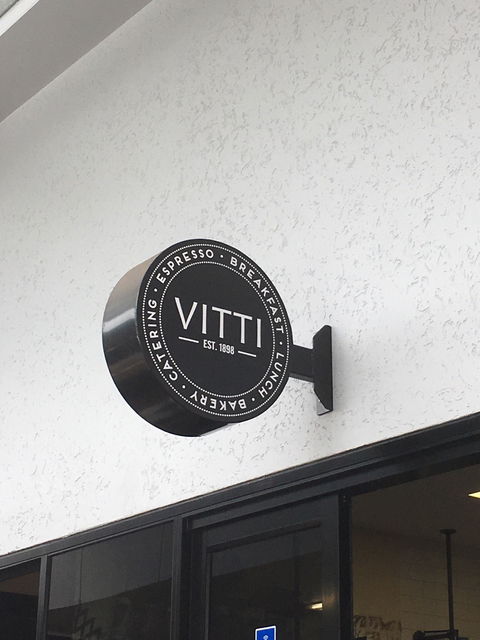 VITTI
EST. 1898
ESPRESSO • BREAKFAST • LUNCH • BAKERY • CATERING •